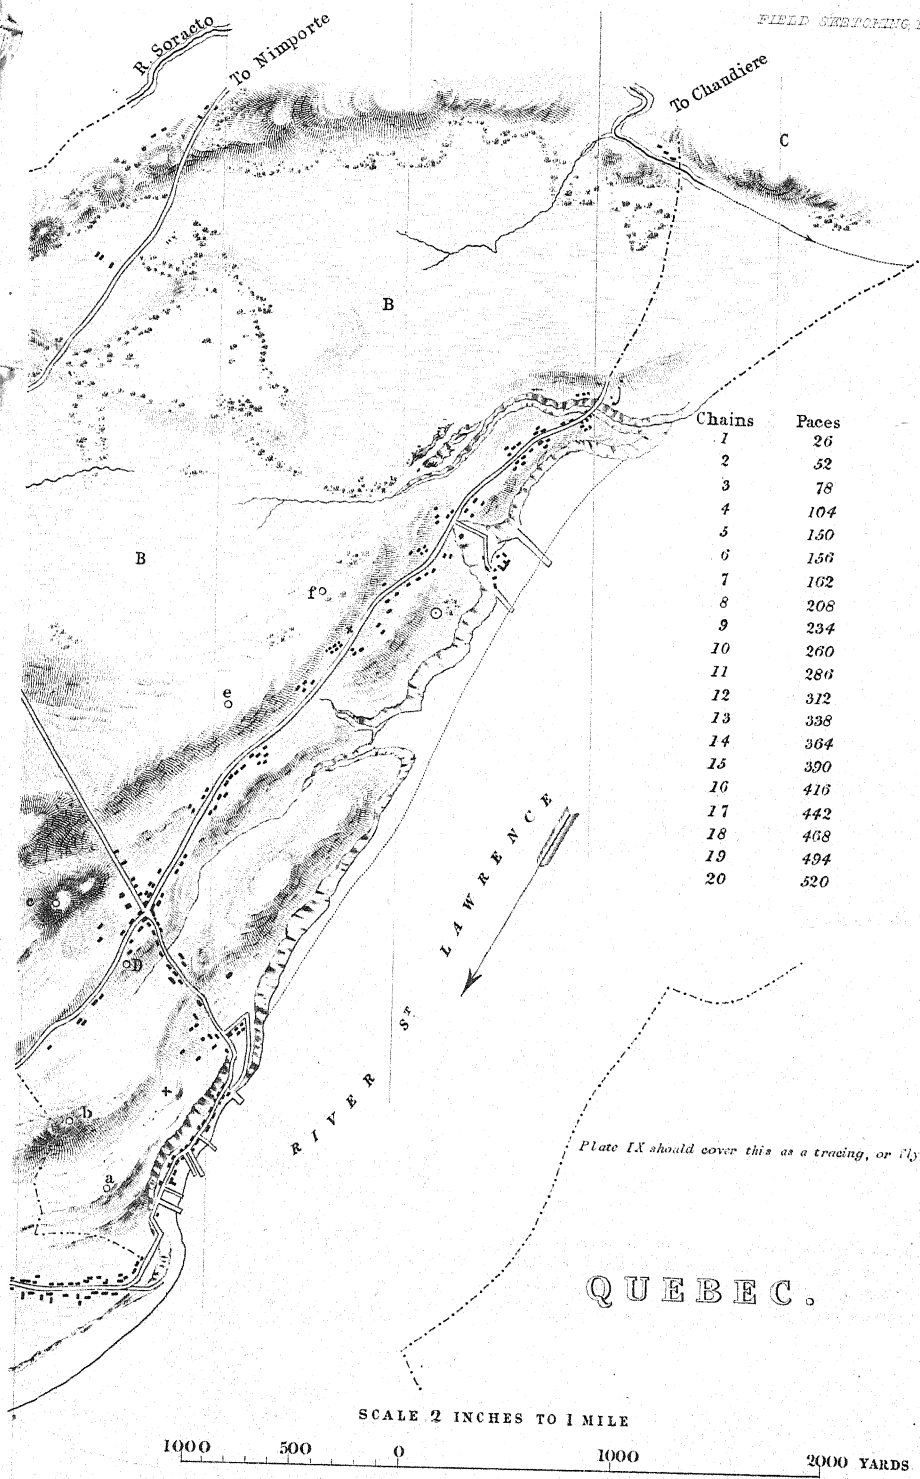 FIELD SKETCHING,
R. Soracto
To Nimporte
To Chandiere
C
B
Chains Paces
1 26
2 52
3 78
4 104
5 150
6 156
7 162
8 208
9 234
10 260
11 286
12 312
13 338
14 364
15 390
16 416
17 442
18 468
19 494
20 520
B
f
e
c
D
b
a
RIVER ST LAWRENCE
Plate IX should cover this as a tracing, or fly
QUEBEC.
SCALE 2 INCHES TO 1 MILE
1000 500 0 1000 2000 YARDS